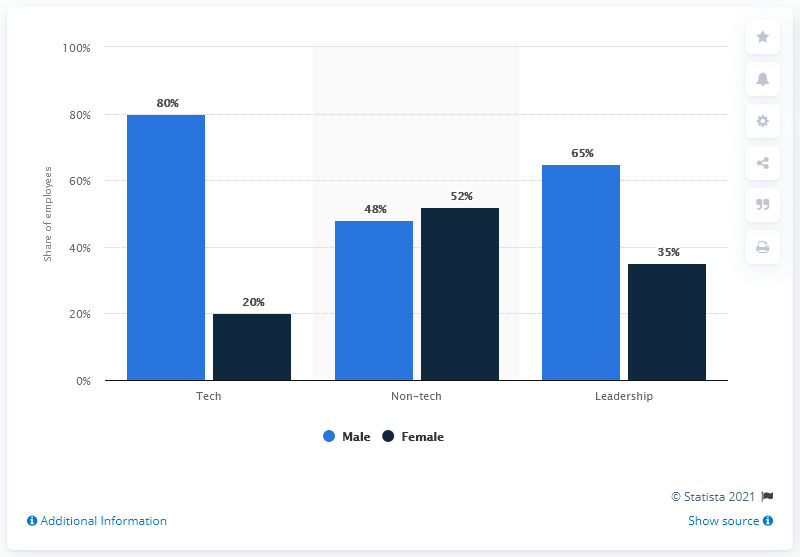 100%
80%
60%
40%
20%
0%
Share of employees
80%
20%
48%
52%
65%
35%
Tech
Non-tech
Leadership
Male
Female
© Statista 2021
Additional Information
Show source